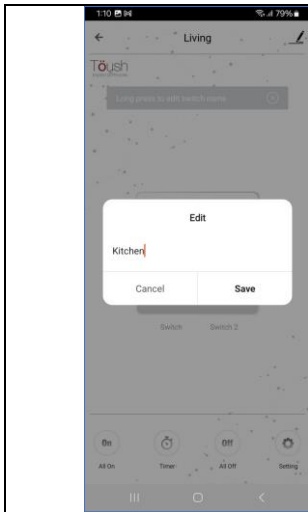 1:10 79%
Living
Töush
Long press to edit switch name
Edit
Kitchen
Cancel Save
Switch Switch 2
On Off
All On Timer All Off Setting